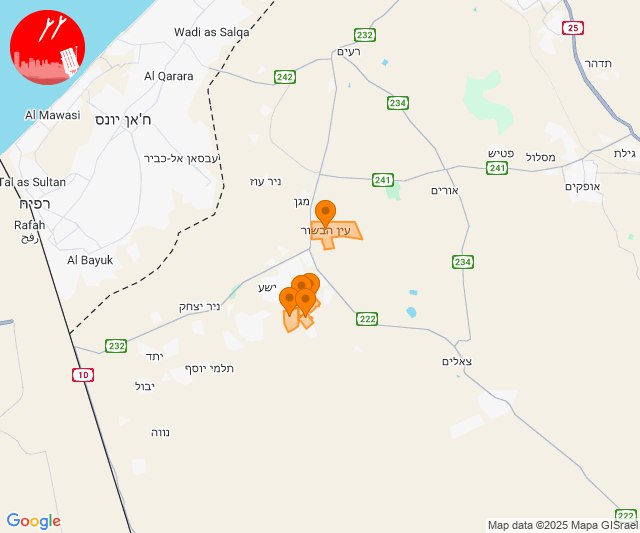 Wadi as Salqa
232
רעים
25
תדהר
Al Qarara
242
234
Al Mawasi
ח'אן יונס
עבסאן אל-כביר
פטיש
מסלול
גילת
241
Tal as Sultan
ניר עוז
241
אורים
אופקים
רפיח
מגן
Rafah
رفح
עין הבשור
Al Bayuk
234
ישע
ניר יצחק
222
232
יתד
תלמי יוסף
צאלים
10
יבול
נווה
222
Google
Map data ©2025 Mapa GISrael